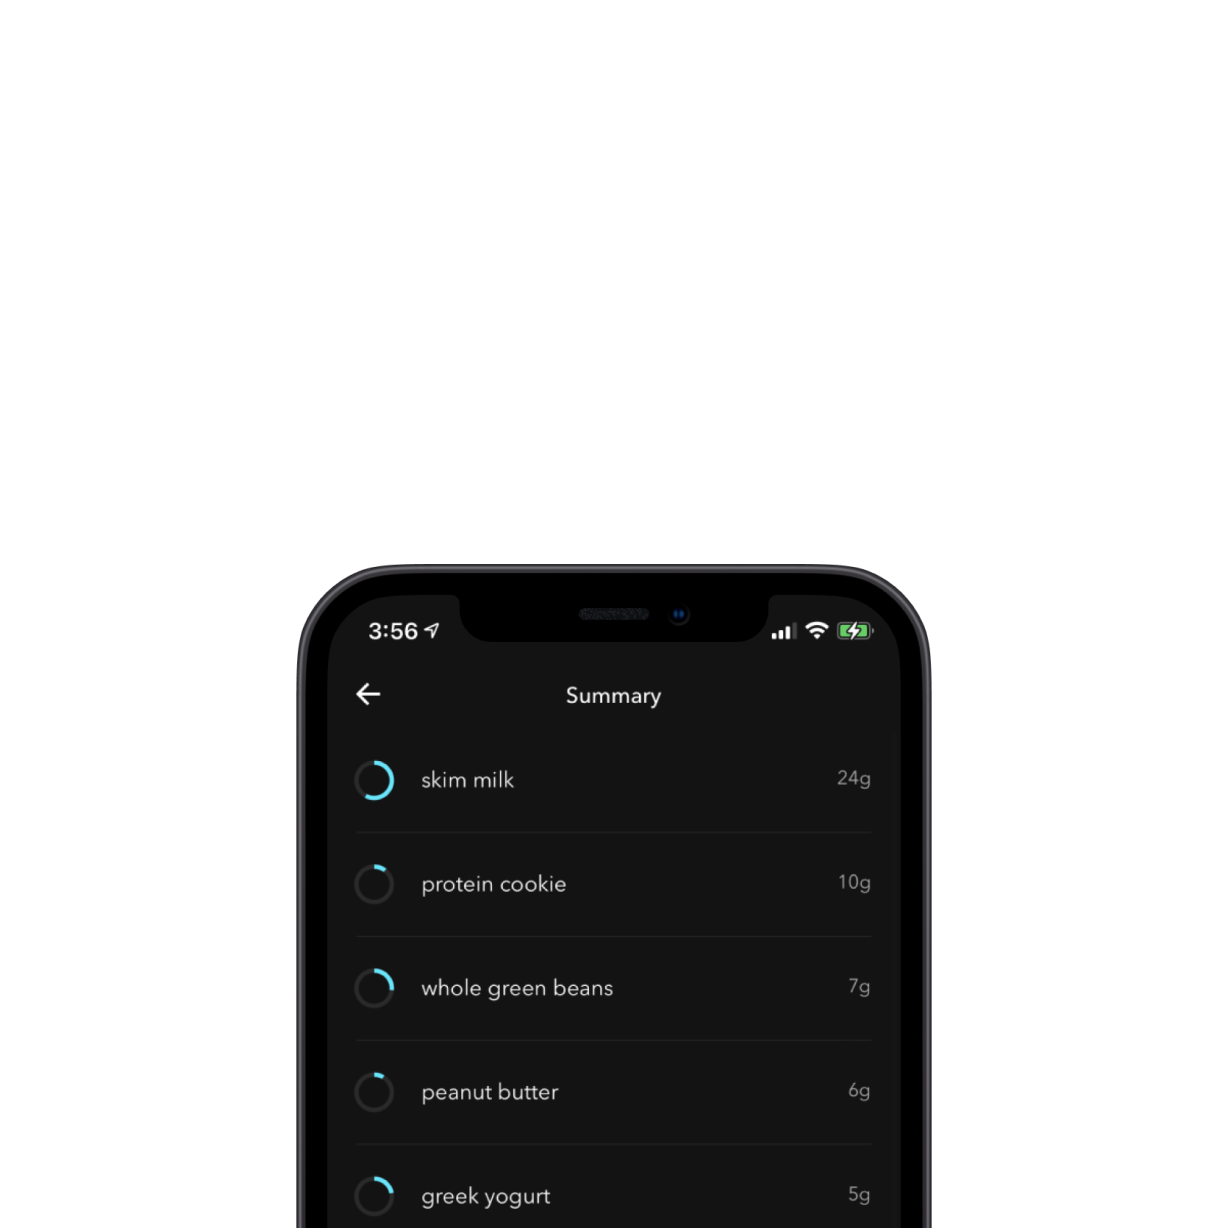 3:56
Summary
skim milk 24g
protein cookie 10g
whole green beans 7g
peanut butter 6g
greek yogurt 5g